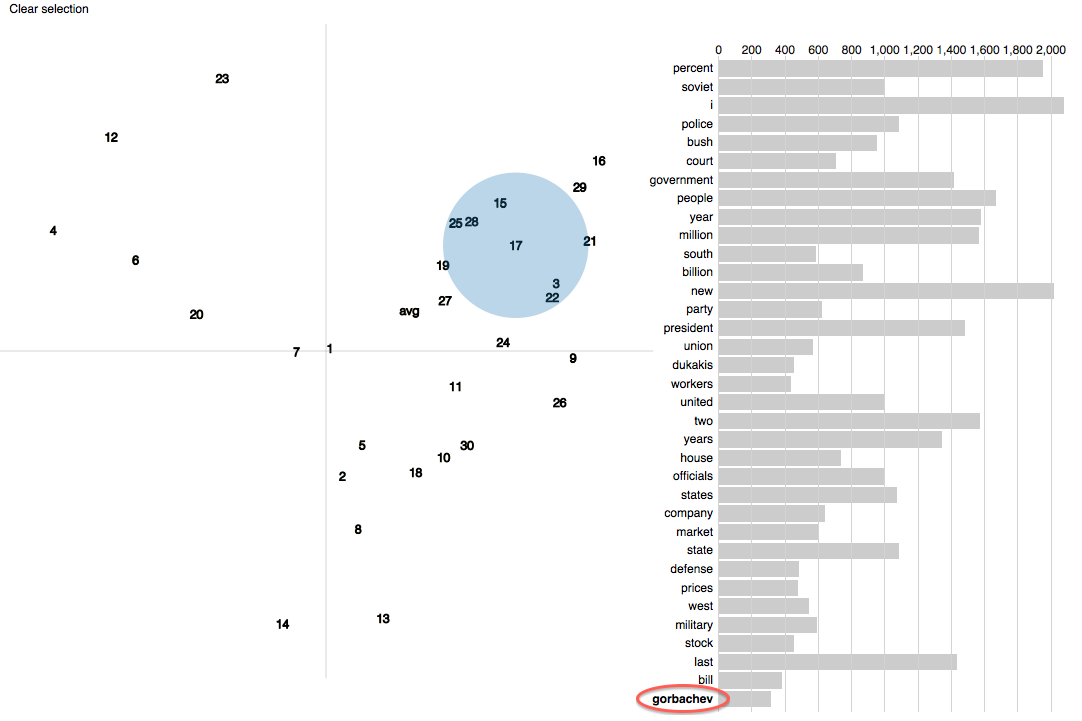 Clear selection
0 200 400 600 800 1,000 1,200 1,400 1,600 1,800 2,000
percent
23
soviet
i
police
12
bush
court
16
government
29
people
15
year
25 28
4
million
21
17
south
6
19
billion
3
new
22
27
party
avg
20
president
24
union
1
7
9
dukakis
workers
11
united
26
two
years
5
30
house
10
officials
18
2
states
company
market
8
state
defense
prices
west
13
military
14
stock
last
bill
gorbachev